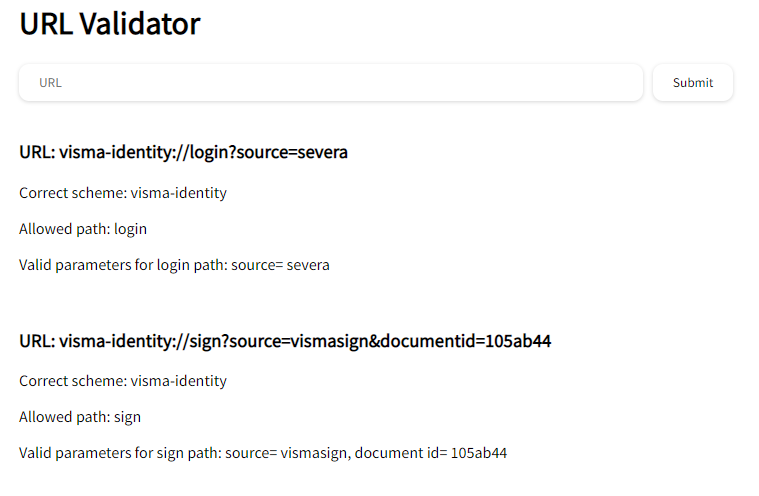 URL Validator
URL
Submit
URL: visma-identity://login?source=severa
Correct scheme: visma-identity
Allowed path: login
Valid parameters for login path: source= severa
URL: visma-identity://sign?source=vismasign&documentid=105ab44
Correct scheme: visma-identity
Allowed path: sign
Valid parameters for sign path: source= vismasign, document id= 105ab44